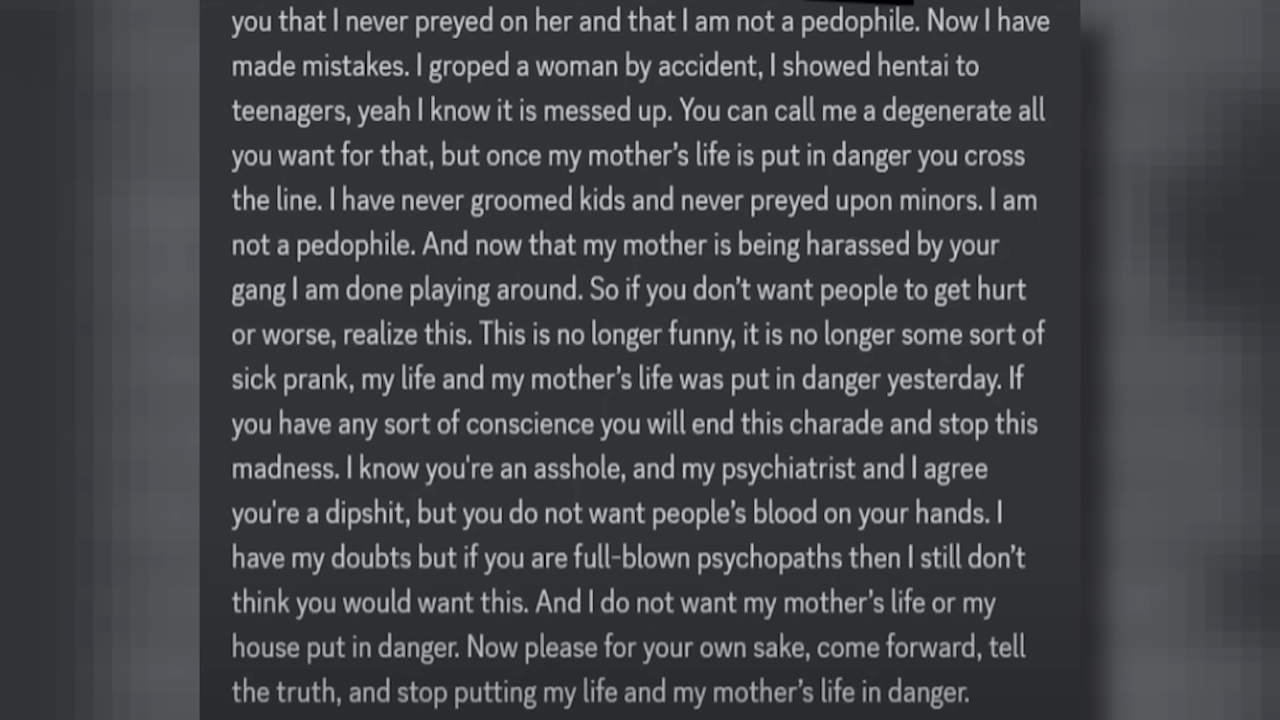 you that I never preyed on her and that I am not a pedophile. Now I have
made mistakes. I groped a woman by accident, I showed hentai to
teenagers, yeah I know it is messed up. You can call me a degenerate all
you want for that, but once my mother’s life is put in danger you cross
the line. I have never groomed kids and never preyed upon minors. I am
not a pedophile. And now that my mother is being harassed by your
gang I am done playing around. So if you don’t want people to get hurt
or worse, realize this. This is no longer funny, it is no longer some sort of
sick prank, my life and my mother’s life was put in danger yesterday. If
you have any sort of conscience you will end this charade and stop this
madness. I know you're an asshole, and my psychiatrist and I agree
you're a dipshit, but you do not want people’s blood on your hands. I
have my doubts but if you are full-blown psychopaths then I still don’t
think you would want this. And I do not want my mother’s life or my
house put in danger. Now please for your own sake, come forward, tell
the truth, and stop putting my life and my mother’s life in danger.